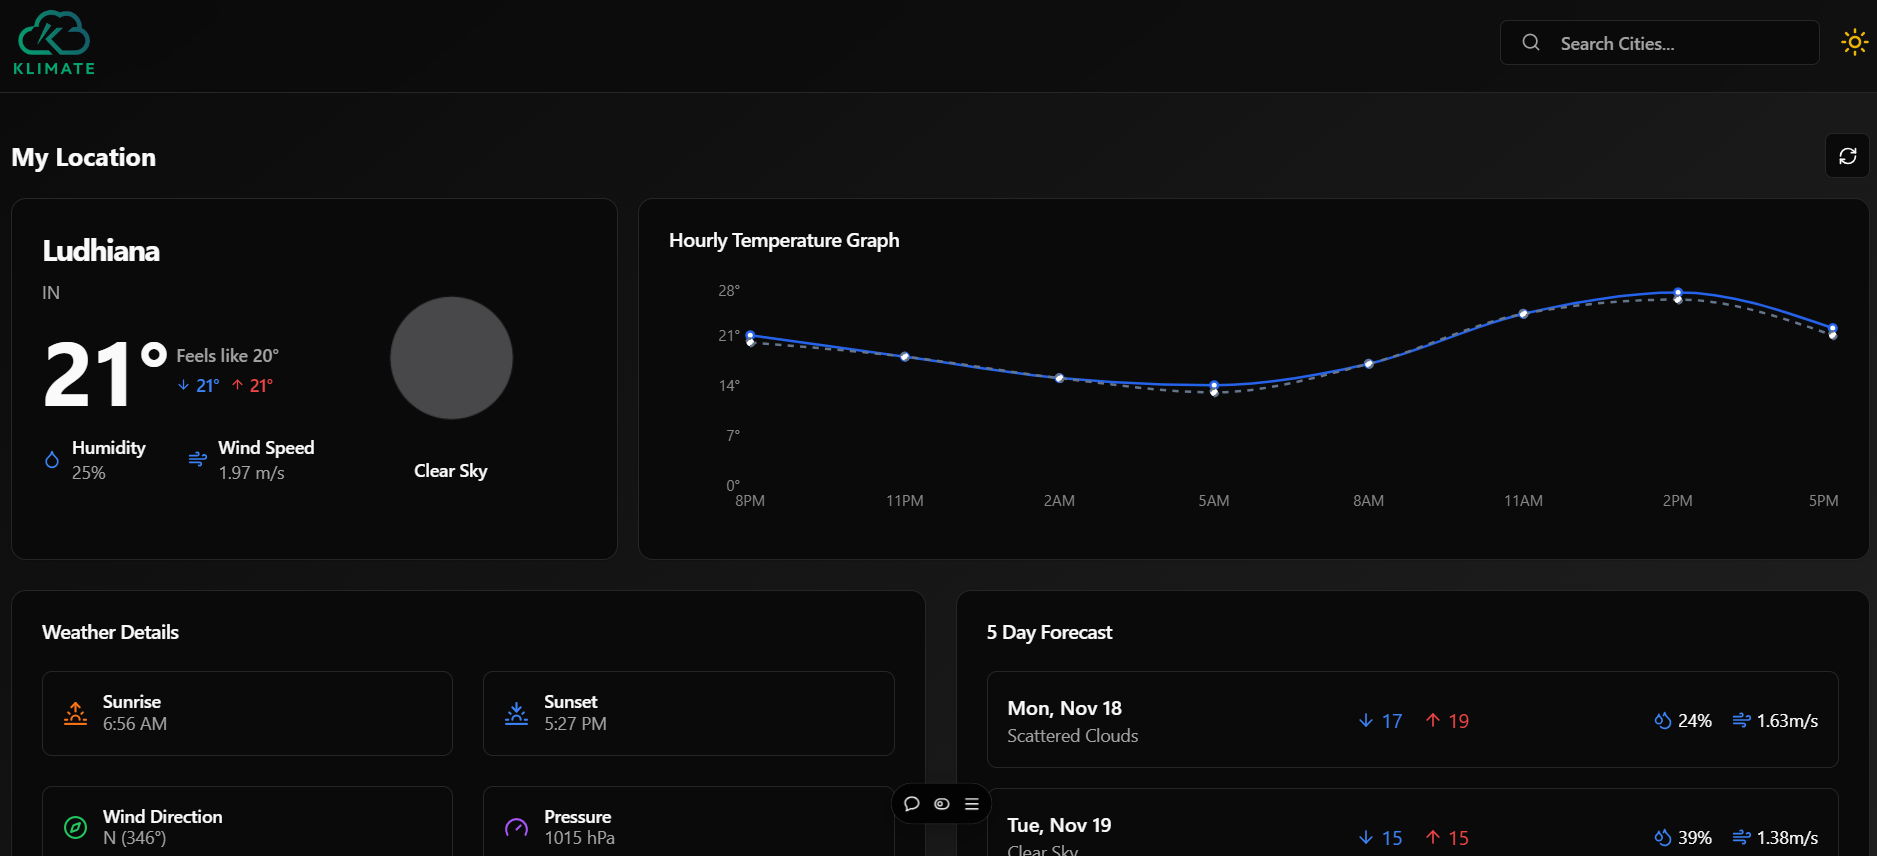 KLIMATE
Search Cities...
My Location
Ludhiana
IN
21°
Feels like 20°
21° 21°
Humidity
25%
Wind Speed
1.97 m/s
Clear Sky
Hourly Temperature Graph
28°
21°
14°
7°
0°
8PM 11PM 2AM 5AM 8AM 11AM 2PM 5PM
Weather Details
Sunrise
6:56 AM
Sunset
5:27 PM
Wind Direction
N (346°)
Pressure
1015 hPa
5 Day Forecast
Mon, Nov 18
Scattered Clouds
17 19
24% 1.63m/s
Tue, Nov 19
Clear Sky
15 15
39% 1.38m/s